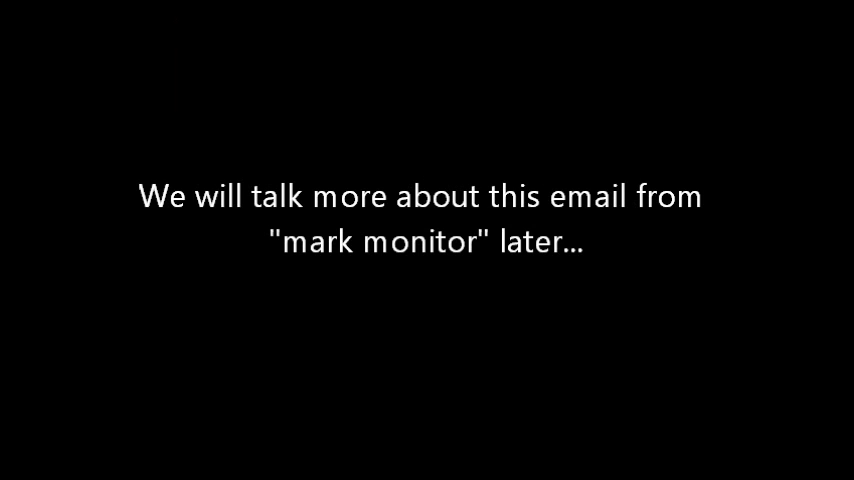 We will talk more about this email from
"mark monitor" later...